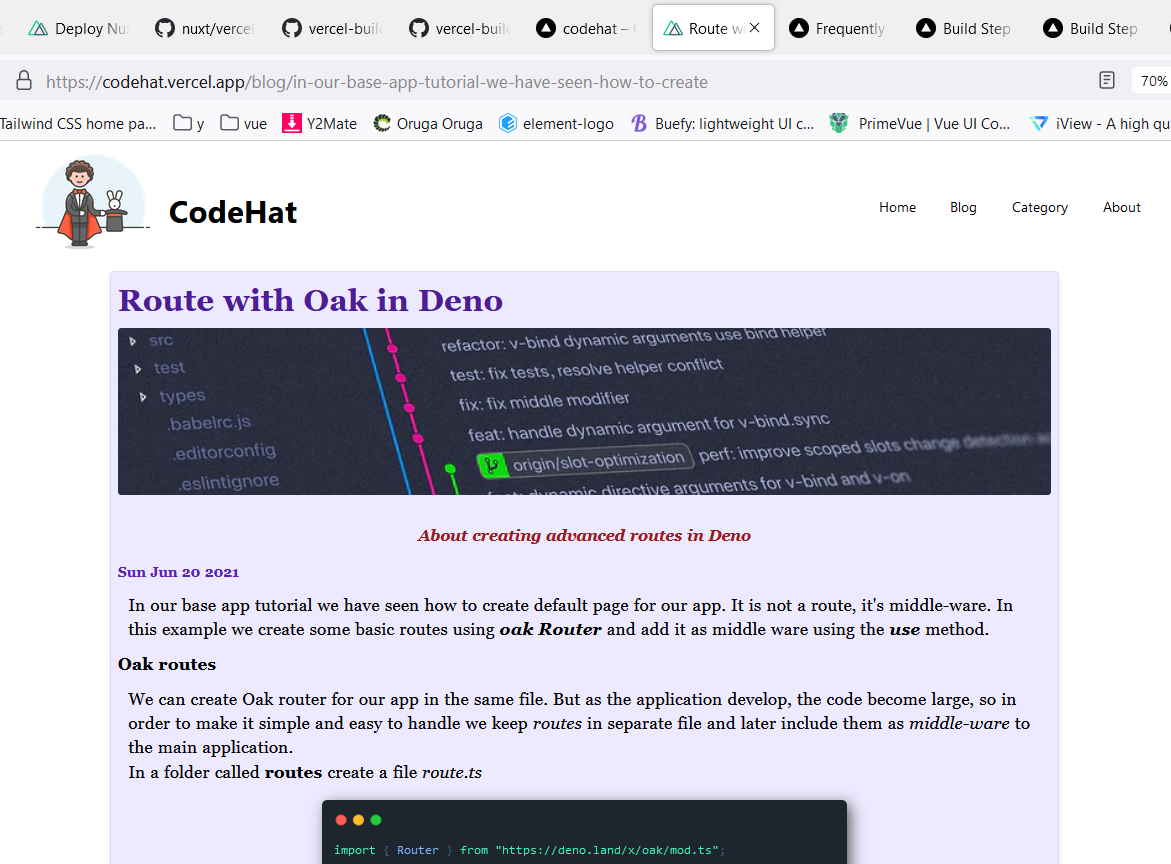 Deploy Nu
nuxt/vercel
vercel-buil
vercel-buil
codehat –
Route w
Frequently
Build Step
Build Step
https://codehat.vercel.app/blog/in-our-base-app-tutorial-we-have-seen-how-to-create
70%
Tailwind CSS home pa...
y
vue
Y2Mate
Oruga Oruga
element-logo
Buefy: lightweight UI c...
PrimeVue | Vue UI Co...
iView - A high qu
CodeHat
Home
Blog
Category
About
Route with Oak in Deno
src
test
types
.babelrc.js
.editorconfig
.eslintignore
refactor: v-bind dynamic arguments use bind helper
test: fix tests, resolve helper conflict
fix: fix middle modifier
feat: handle dynamic argument for v-bind.sync
origin/slot-optimization
perf: improve scoped slots change detection
feat: dynamic directive arguments for v-bind and v-on
About creating advanced routes in Deno
Sun Jun 20 2021
In our base app tutorial we have seen how to create default page for our app. It is not a route, it's middle-ware. In
this example we create some basic routes using oak Router and add it as middle ware using the use method.
Oak routes
We can create Oak router for our app in the same file. But as the application develop, the code become large, so in
order to make it simple and easy to handle we keep routes in separate file and later include them as middle-ware to
the main application.
In a folder called routes create a file route.ts
import { Router } from "https://deno.land/x/oak/mod.ts";